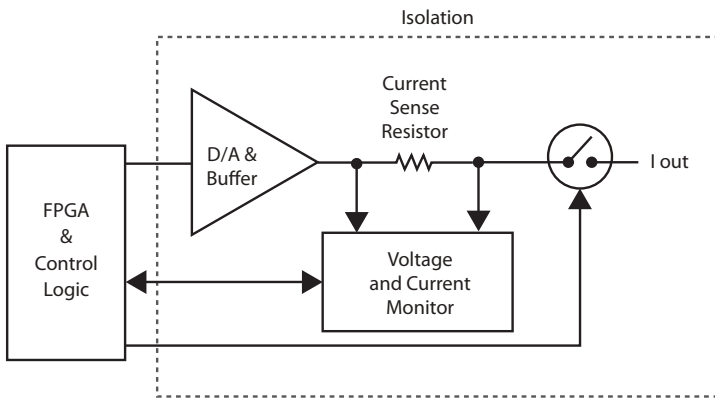 Isolation
Current
Sense
Resistor
D/A &
Buffer
I out
FPGA
&
Control
Logic
Voltage
and Current
Monitor